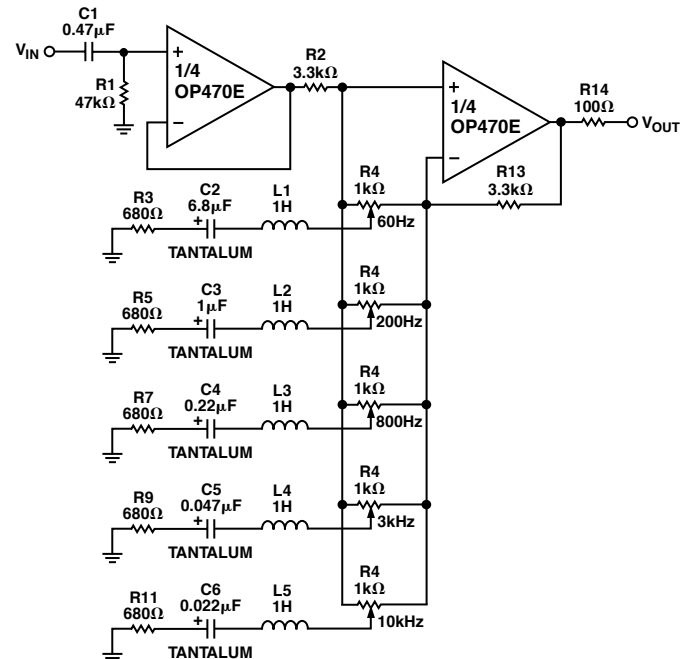 C1
0.47μF
VIN
R1
47kΩ
+
1/4
OP470E
–
R2
3.3kΩ
+
1/4
OP470E
–
R14
100Ω
VOUT
R13
3.3kΩ
R3
680Ω
C2
6.8μF
+
TANTALUM
L1
1H
R4
1kΩ
60Hz
R5
680Ω
C3
1μF
+
TANTALUM
L2
1H
R4
1kΩ
200Hz
R7
680Ω
C4
0.22μF
+
TANTALUM
L3
1H
R4
1kΩ
800Hz
R9
680Ω
C5
0.047μF
+
TANTALUM
L4
1H
R4
1kΩ
3kHz
R11
680Ω
C6
0.022μF
+
TANTALUM
L5
1H
R4
1kΩ
10kHz